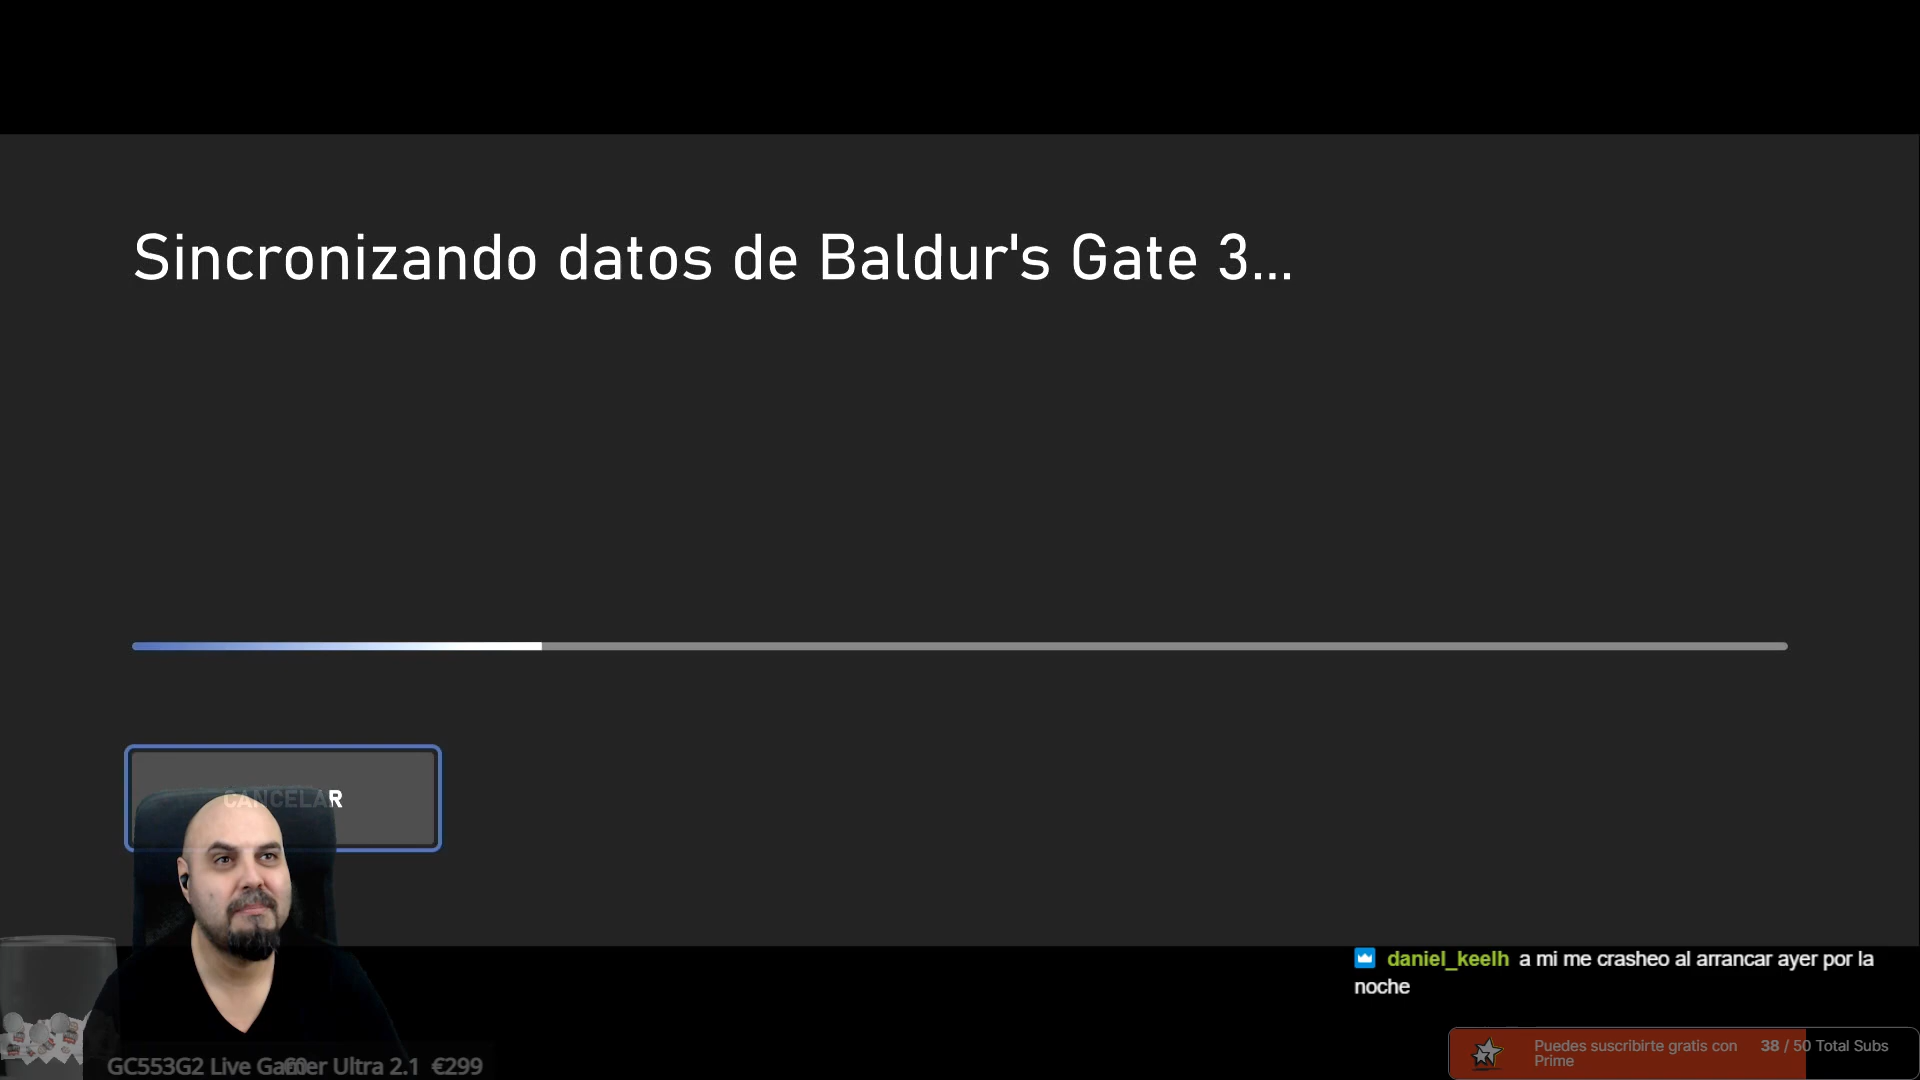 Sincronizando datos de Baldur's Gate 3...
CANCELAR
daniel_keelh a mi me crasheo al arrancar ayer por la
noche
Puedes suscribirte gratis con
Prime
38 / 50 Total Subs
GC553G2 Live Gamer Ultra 2.1 €299